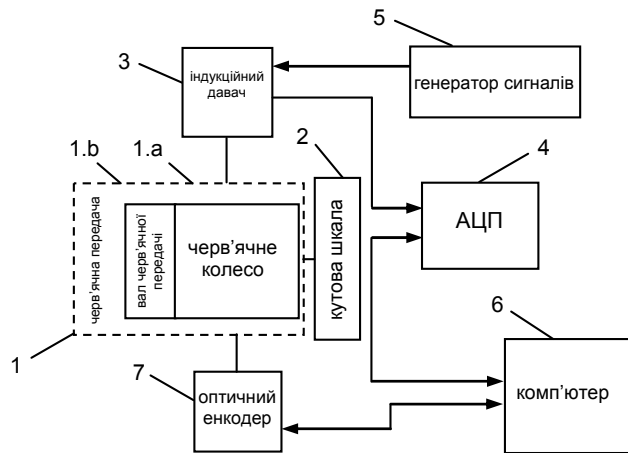 5
3
індукційний
давач
генератор сигналів
1.b
1.a
2
4
черв'ячна передача
вал черв'ячної
передачі
черв'ячне
колесо
кутова шкала
АЦП
1
7
6
оптичний
енкодер
комп'ютер